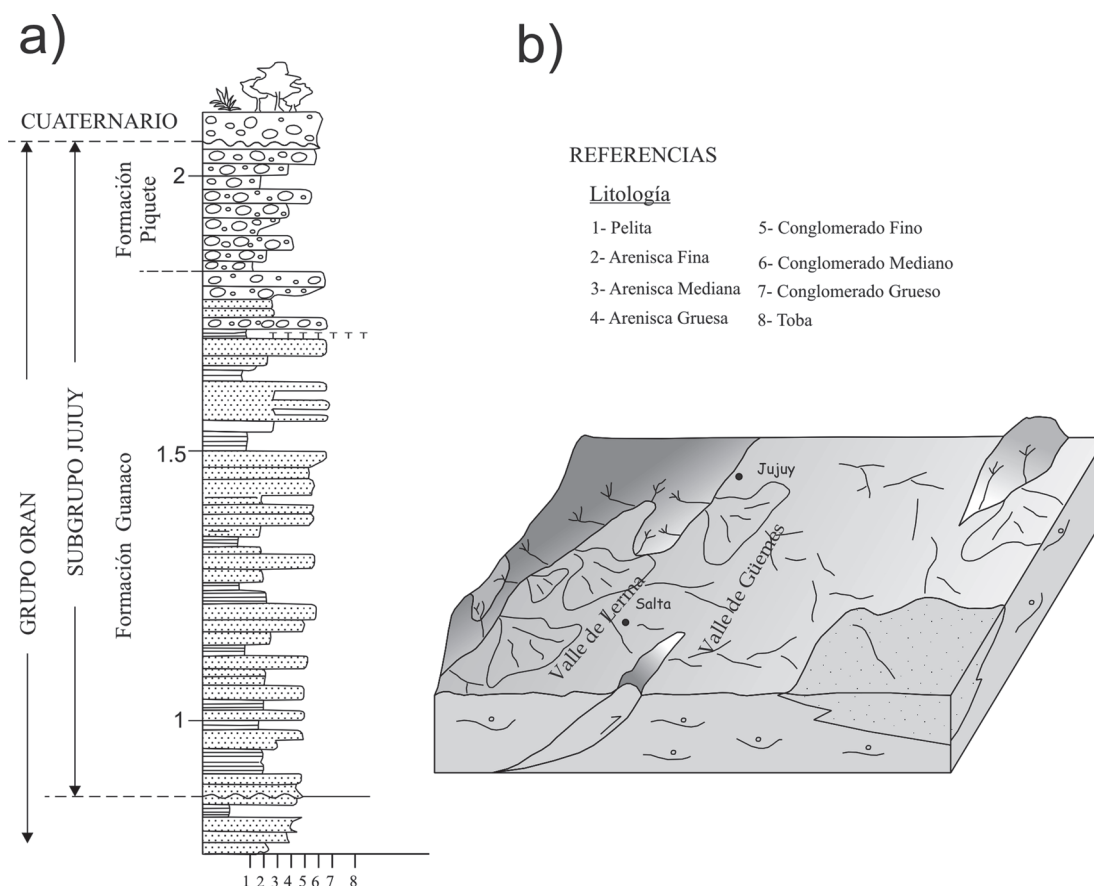 a)
CUATERNARIO
GRUPO ORAN
SUBGRUPO JUJUY
Formación
Piquete
Formación Guanaco
2
1.5
1
1 2 3 4 5 6 7 8
b)
REFERENCIAS
Litología
1- Pelita
2- Arenisca Fina
3- Arenisca Mediana
4- Arenisca Gruesa
5- Conglomerado Fino
6- Conglomerado Mediano
7- Conglomerado Grueso
8- Toba
Jujuy
Salta
Valle de Lerma
Valle de Güemes